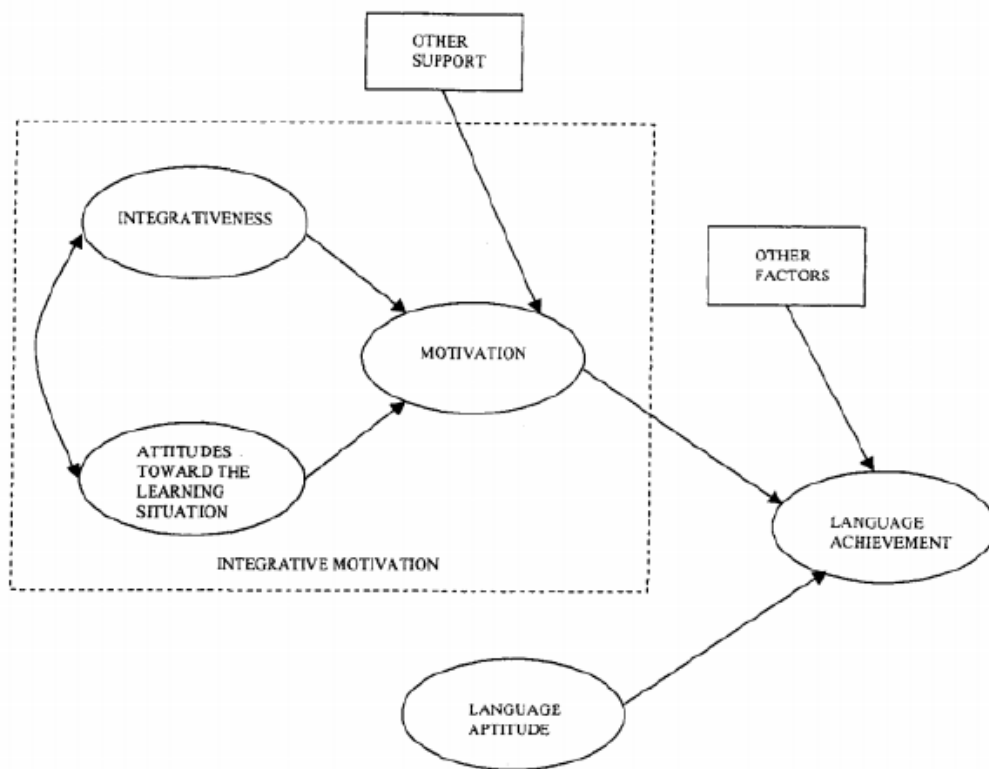 OTHER
SUPPORT
INTEGRATIVENESS
OTHER
FACTORS
MOTIVATION
ATTITUDES
TOWARD THE
LEARNING
SITUATION
LANGUAGE
ACHIEVEMENT
INTEGRATIVE MOTIVATION
LANGUAGE
APTITUDE